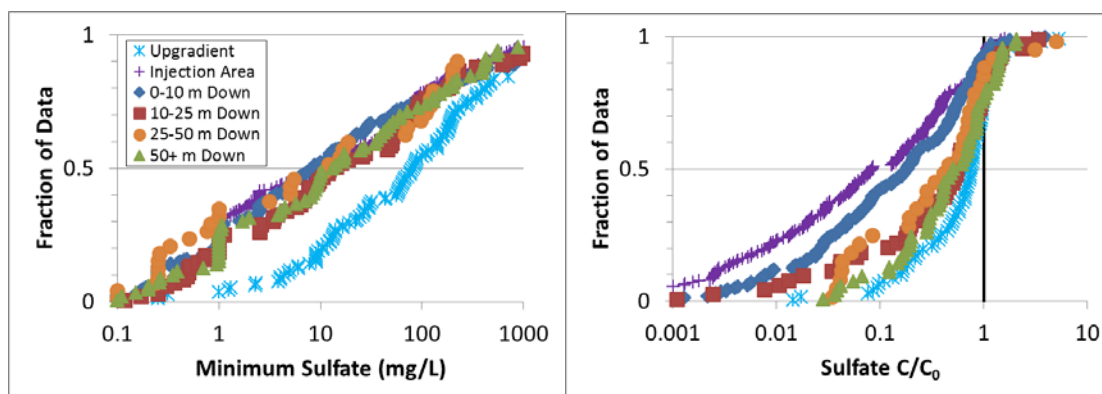 1
0.5
0
Fraction of Data
Upgradient
Injection Area
0-10 m Down
10-25 m Down
25-50 m Down
50+ m Down
0.1 1 10 100 1000
Minimum Sulfate (mg/L)
1
0.5
0
Fraction of Data
0.001 0.01 0.1 1 10
Sulfate C/C₀